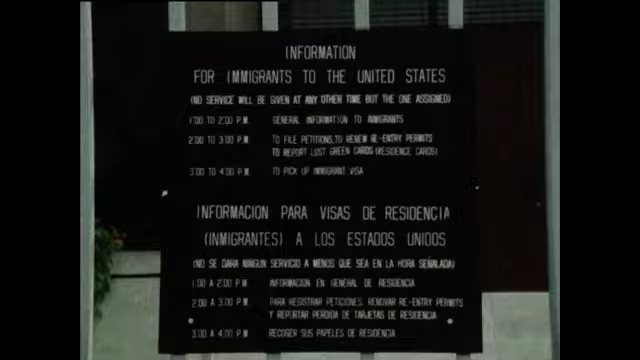 INFORMATION
FOR IMMIGRANTS TO THE UNITED STATES
(NO SERVICE WILL BE GIVEN AT ANY OTHER TIME BUT THE ONE ASSIGNED)
1:00 TO 2:00 P.M. GENERAL INFORMATION TO IMMIGRANTS
2:00 TO 3:00 P.M. TO FILE PETITIONS, TO RENEW RE-ENTRY PERMITS
TO REPORT LOST GREEN CARDS (RESIDENCE CARDS)
3:00 TO 4:00 P.M. TO PICK UP IMMIGRANT VISA
INFORMACION PARA VISAS DE RESIDENCIA
(INMIGRANTES) A LOS ESTADOS UNIDOS
(NO SE DARA NINGUN SERVICIO A MENOS QUE SEA EN LA HORA SEÑALADA)
1:00 A 2:00 P.M. INFORMACION EN GENERAL DE RESIDENCIA
2:00 A 3:00 P.M. PARA REGISTRAR PETICIONES, RENOVAR RE-ENTRY PERMITS
Y REPORTAR PERDIDA DE TARJETAS DE RESIDENCIA
3:00 A 4:00 P.M. RECOGER SUS PAPELES DE RESIDENCIA